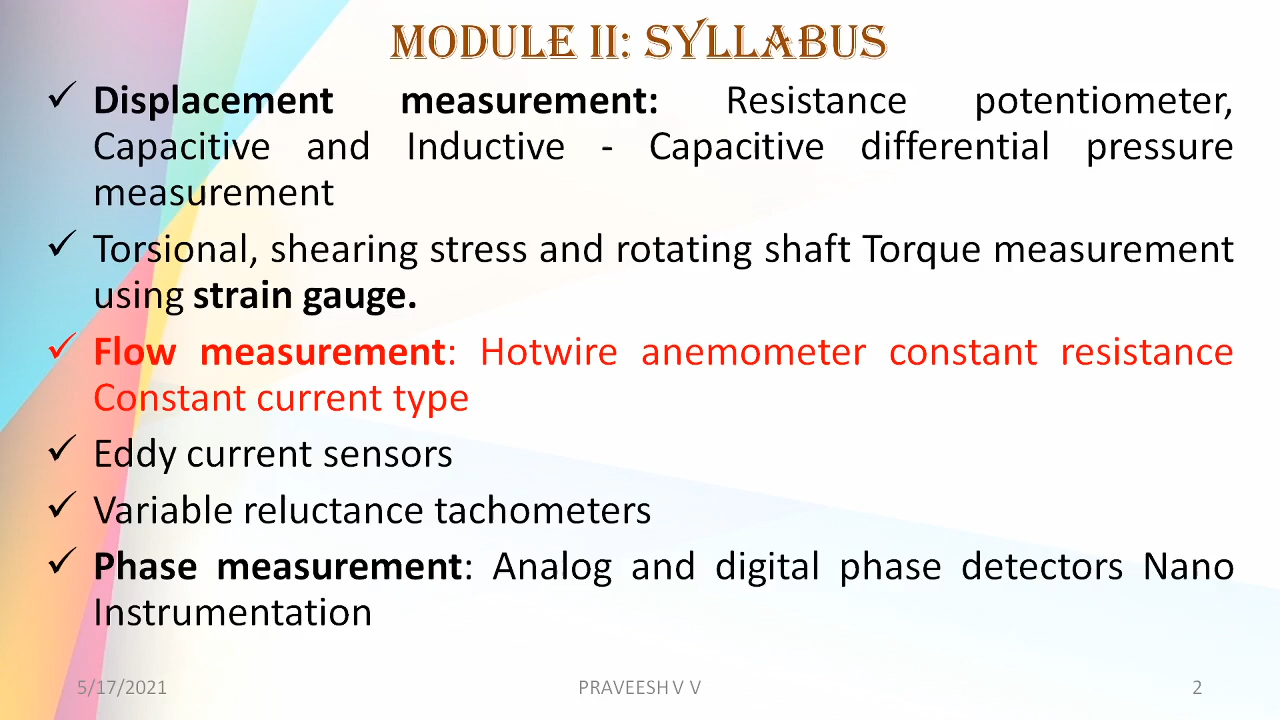 MODULE II: SYLLABUS
✓ Displacement measurement: Resistance potentiometer,
Capacitive and Inductive - Capacitive differential pressure
measurement
✓ Torsional, shearing stress and rotating shaft Torque measurement
using strain gauge.
✓ Flow measurement: Hotwire anemometer constant resistance
Constant current type
✓ Eddy current sensors
✓ Variable reluctance tachometers
✓ Phase measurement: Analog and digital phase detectors Nano
Instrumentation
5/17/2021 PRAVEESH V V 2